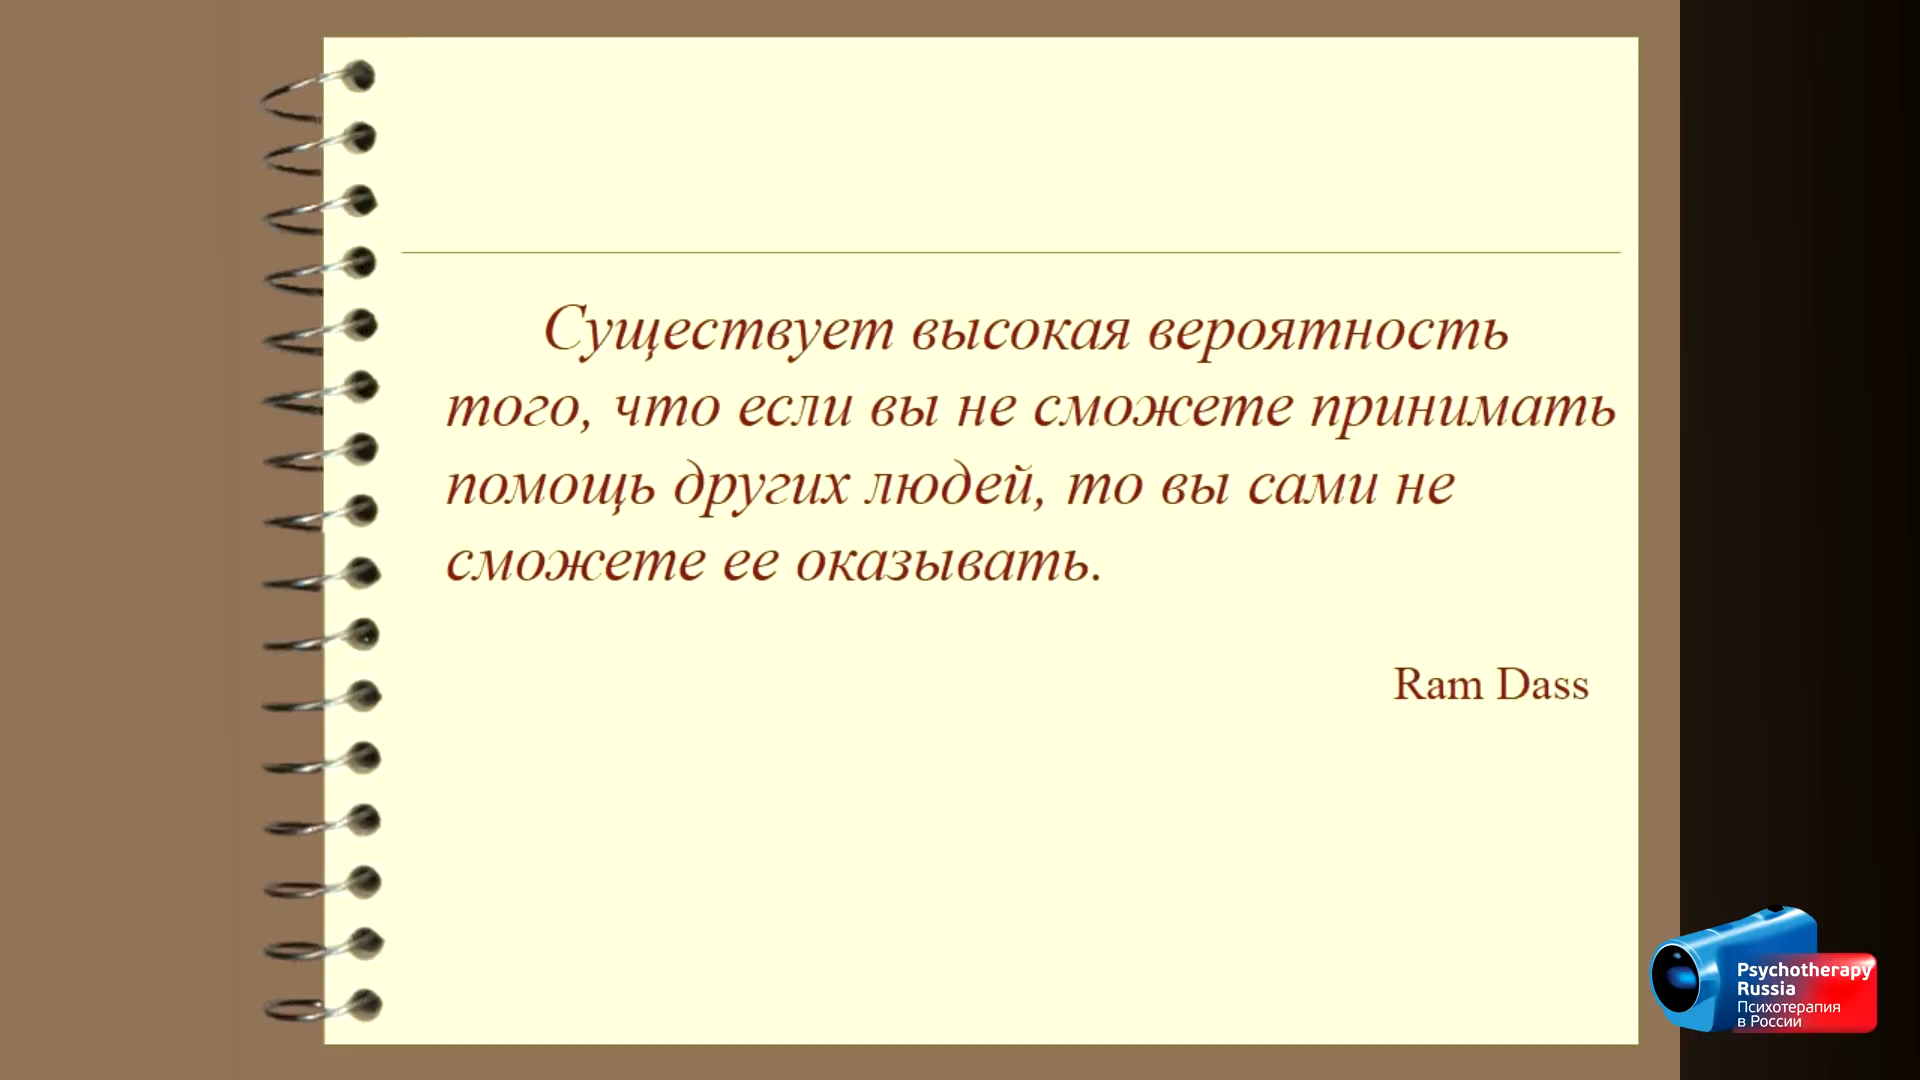 Существует высокая вероятность
того, что если вы не сможете принимать
помощь других людей, то вы сами не
сможете ее оказывать.
Ram Dass
Psychotherapy
Russia
Психотерапия
в России